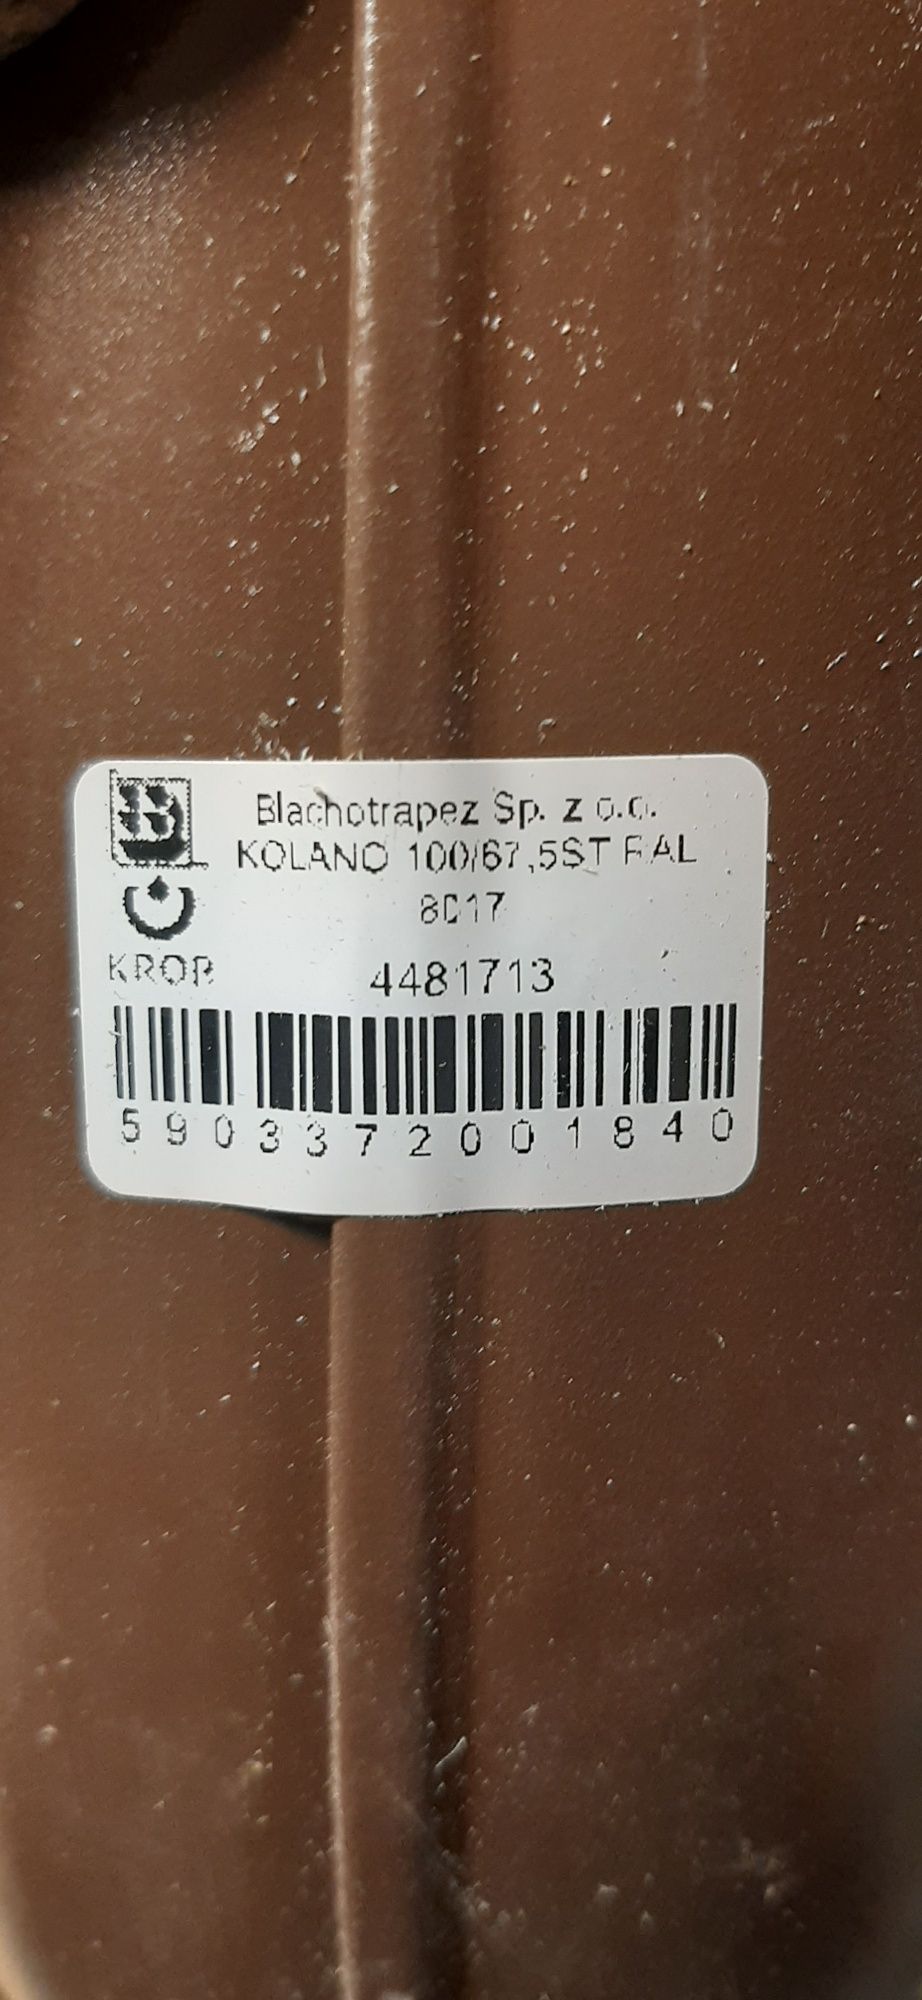 Blachotrapez Sp. z o.o.
KOLANO 100/67,5ST RAL
8017
KROP
4481713
5903372001840